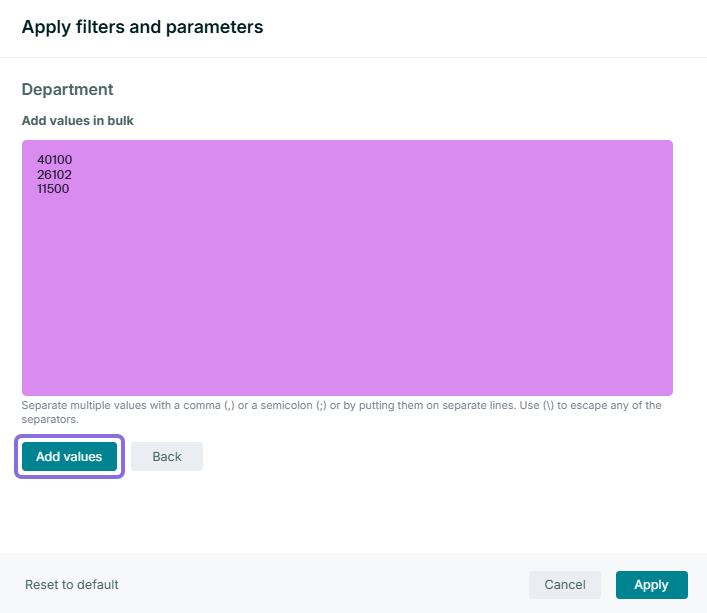 Apply filters and parameters
Department
Add values in bulk
40100
26102
11500
Separate multiple values with a comma (,) or a semicolon (;) or by putting them on separate lines. Use (\) to escape any of the
separators.
Add values Back
Reset to default Cancel Apply